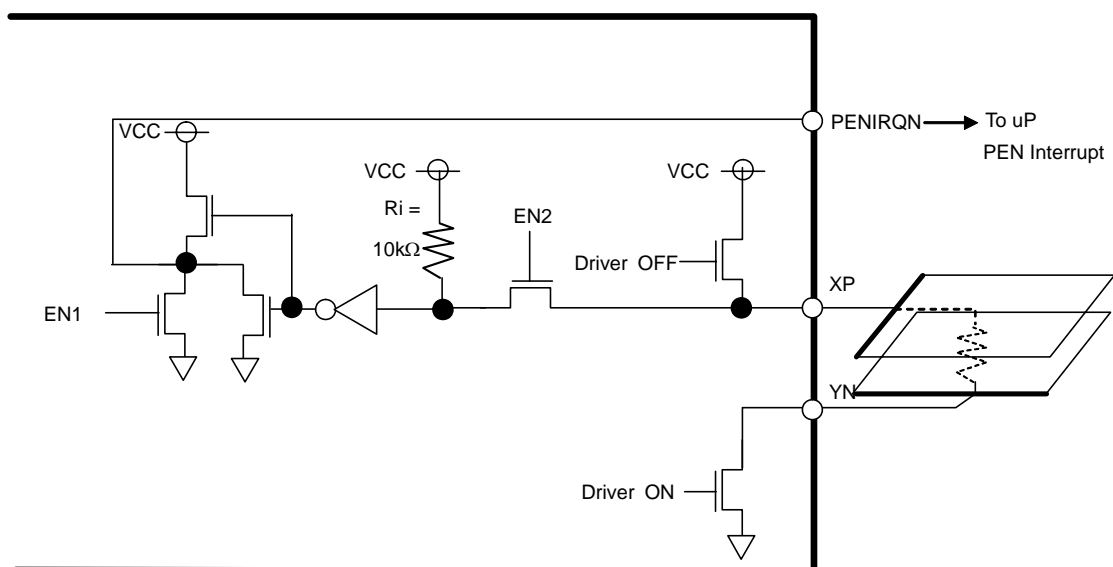 PENIRQN
To uP
PEN Interrupt
VCC
VCC
VCC
Ri =
10kΩ
EN2
Driver OFF
XP
EN1
YN
Driver ON